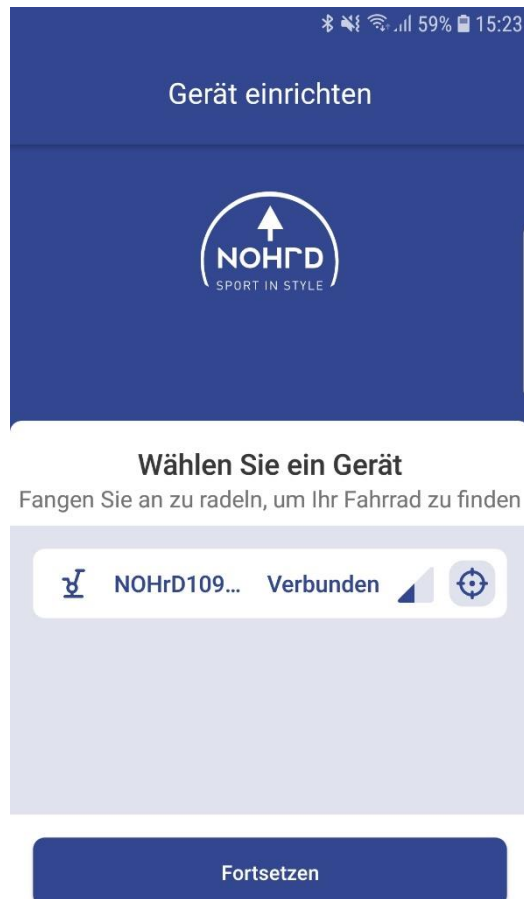 59% 15:23
Gerät einrichten
NOHrD
SPORT IN STYLE
Wählen Sie ein Gerät
Fangen Sie an zu radeln, um Ihr Fahrrad zu finden
NOHrD109... Verbunden
Fortsetzen